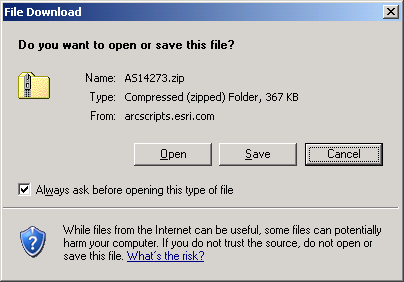 File Download
Do you want to open or save this file?
Name: AS14273.zip
Type: Compressed (zipped) Folder, 367 KB
From: arcscripts.esri.com
Open Save Cancel
Always ask before opening this type of file
While files from the Internet can be useful, some files can potentially
harm your computer. If you do not trust the source, do not open or
save this file. What's the risk?